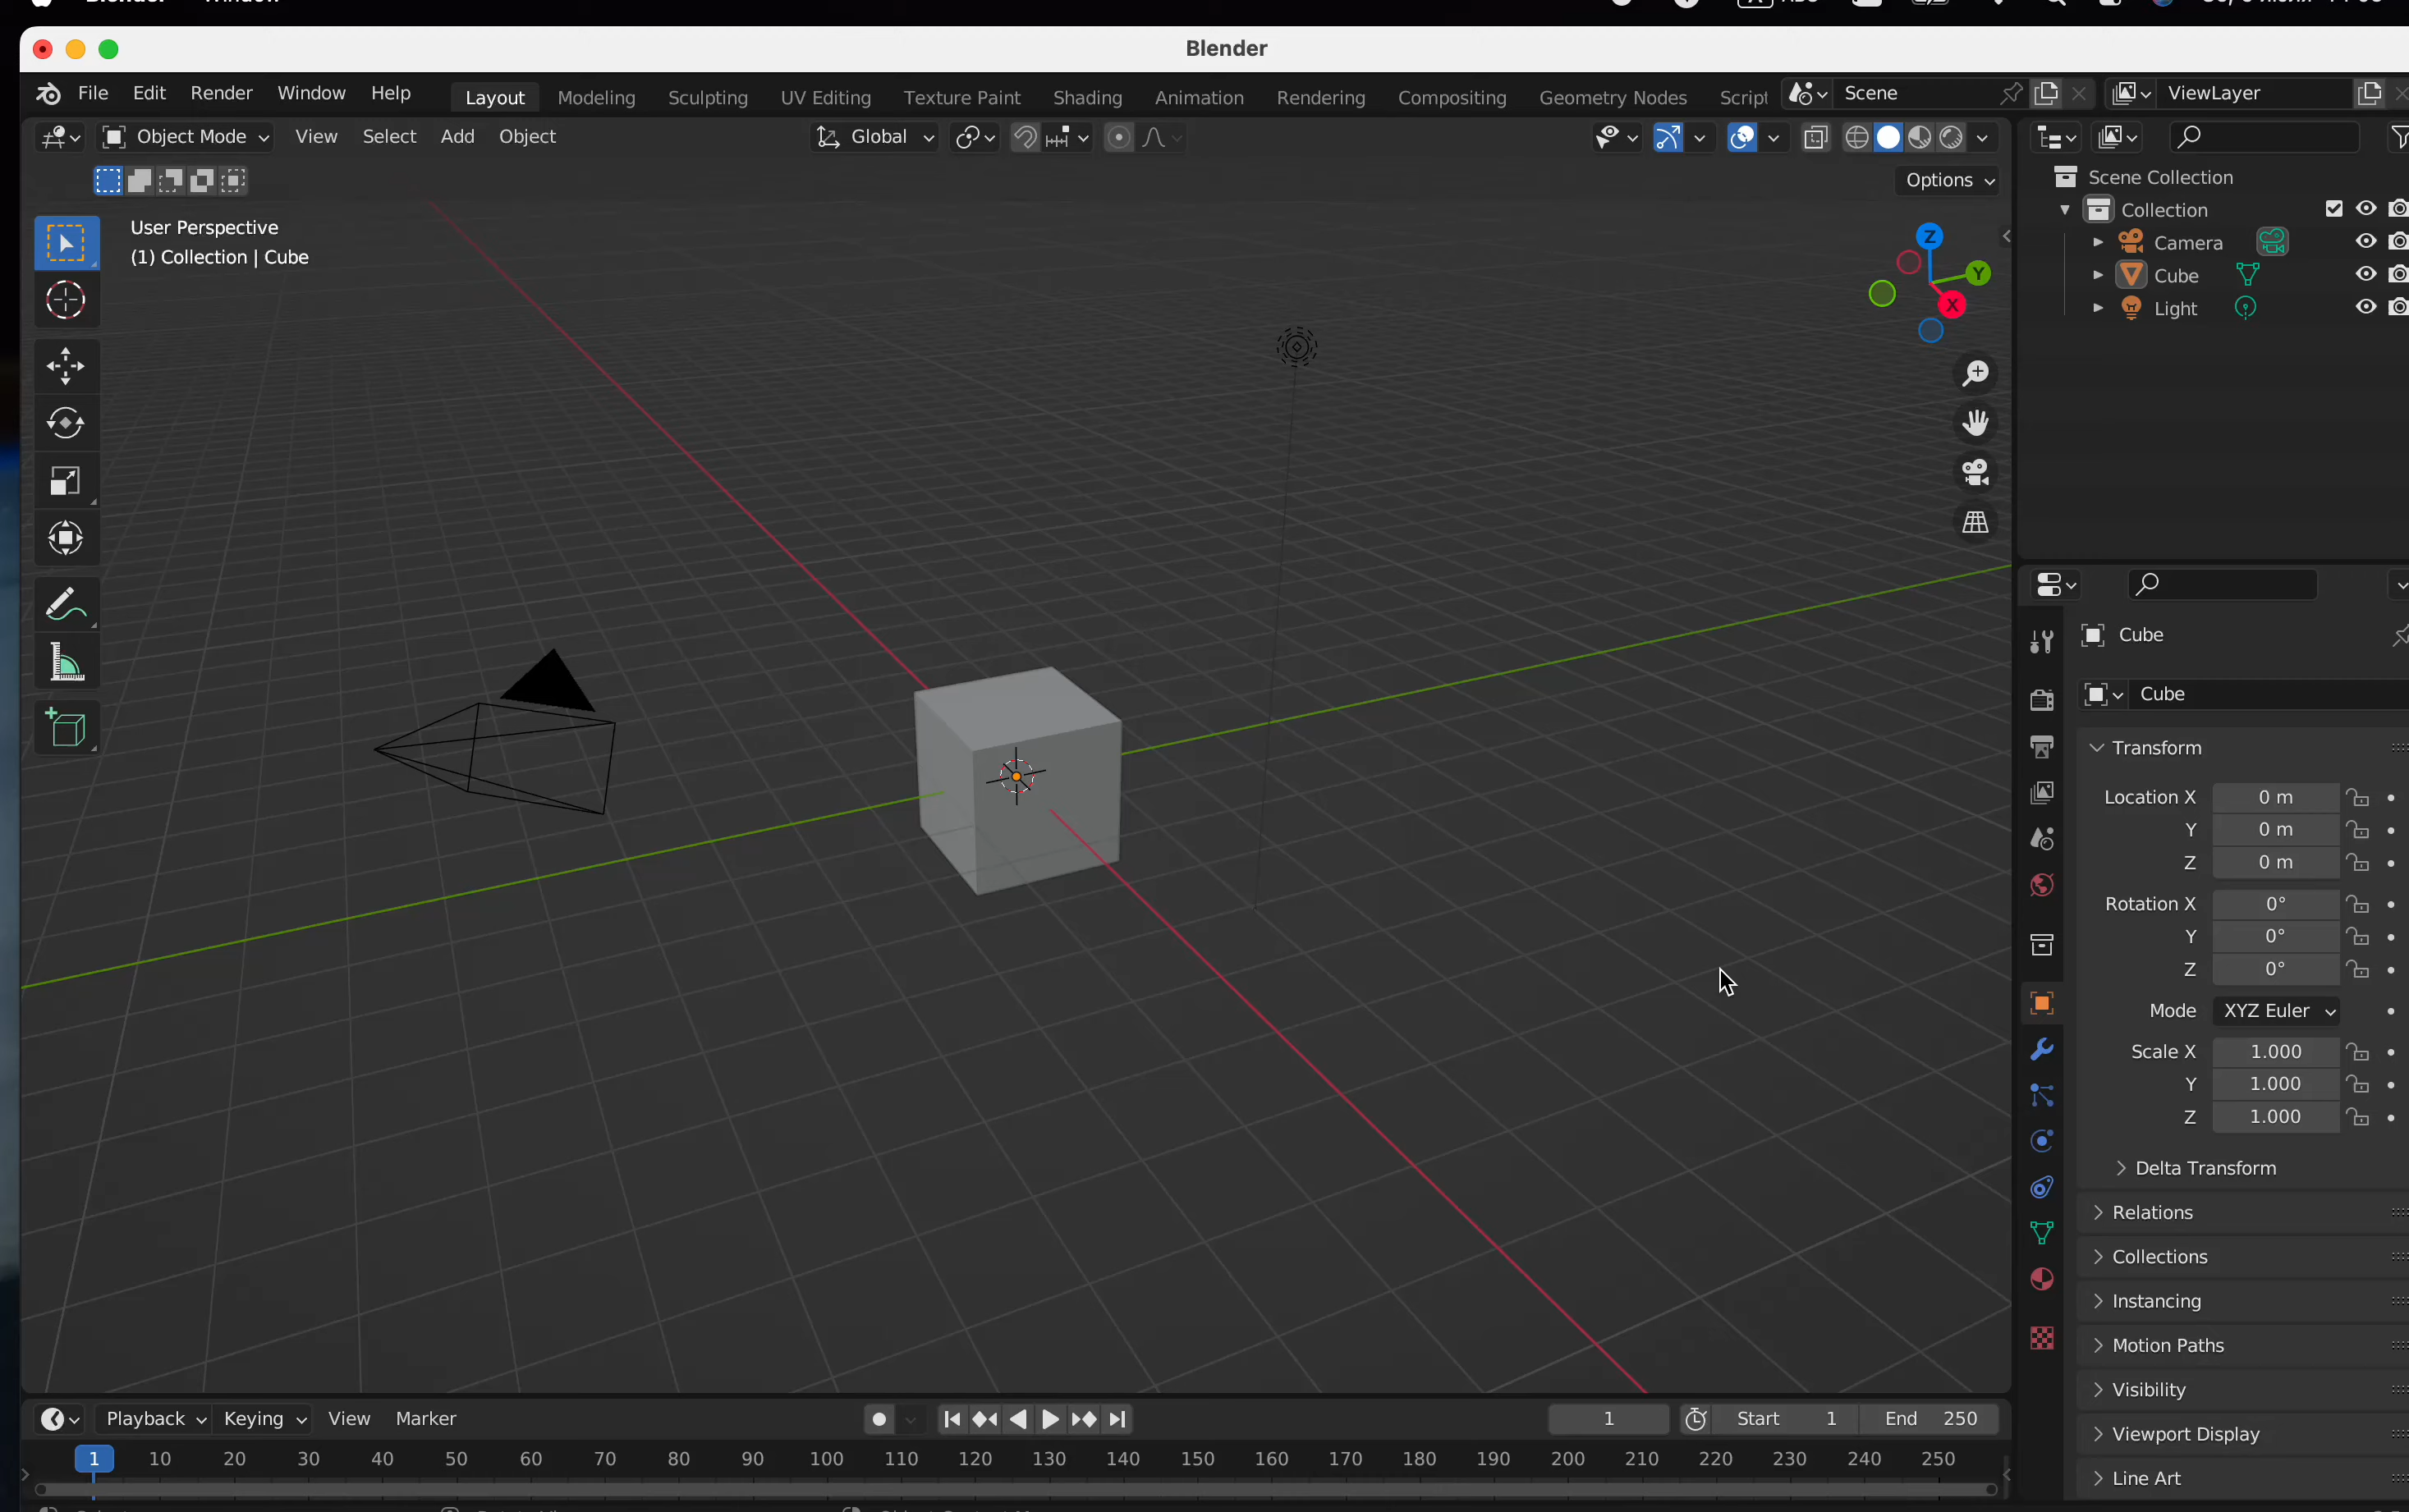 Blender
File Edit Render Window Help Layout Modeling Sculpting UV Editing Texture Paint Shading Animation Rendering Compositing Geometry Nodes Script Scene ViewLayer
Object Mode View Select Add Object Global
Options
User Perspective
(1) Collection | Cube
Z
Y
X
Scene Collection
Collection
Camera
Cube
Light
Cube
Cube
Transform
Location X 0 m
Y 0 m
Z 0 m
Rotation X 0°
Y 0°
Z 0°
Mode XYZ Euler
Scale X 1.000
Y 1.000
Z 1.000
Delta Transform
Relations
Collections
Instancing
Motion Paths
Visibility
Viewport Display
Line Art
Playback Keying View Marker 1 Start 1 End 250
1 10 20 30 40 50 60 70 80 90 100 110 120 130 140 150 160 170 180 190 200 210 220 230 240 250